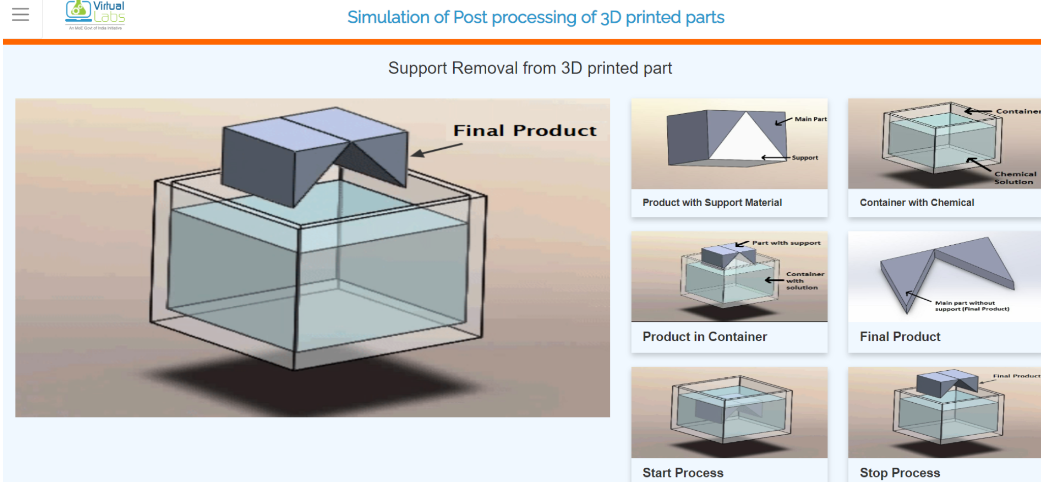 Virtual
Labs
An MoE Govt of India Initiative
Simulation of Post processing of 3D printed parts
Support Removal from 3D printed part
Final Product
Main Part
Support
Product with Support Material
Container
Chemical
Solution
Container with Chemical
Part with support
Container
with
solution
Product in Container
Main part without
support (Final Product)
Final Product
Start Process
Final Product
Stop Process